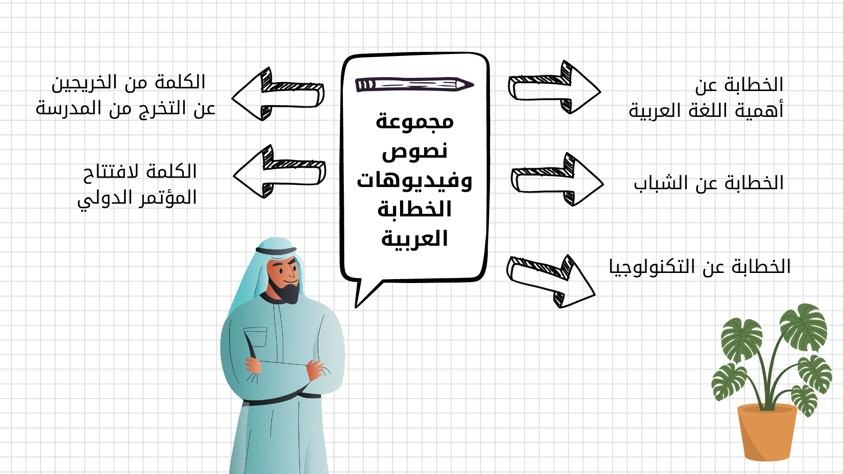 مجموعة
نصوص
وفيديوهات
الخطابة
العربية
الخطابة عن
أهمية اللغة العربية
الخطابة عن الشباب
الخطابة عن التكنولوجيا
الكلمة من الخريجين
عن التخرج من المدرسة
الكلمة لافتتاح
المؤتمر الدولي